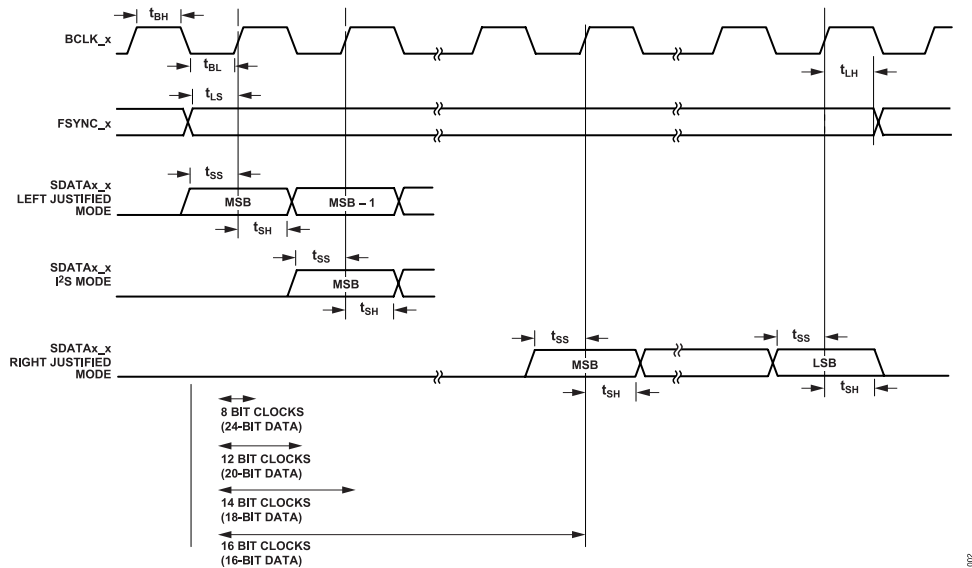 tBH
BCLK_x
tBL
tLH
tLS
FSYNC_x
tSS
SDATAx_x
LEFT JUSTIFIED
MODE
MSB
MSB – 1
tSH
SDATAx_x
I²S MODE
tSS
MSB
tSH
SDATAx_x
RIGHT JUSTIFIED
MODE
tSS
MSB
tSH
tSS
LSB
tSH
8 BIT CLOCKS
(24-BIT DATA)
12 BIT CLOCKS
(20-BIT DATA)
14 BIT CLOCKS
(18-BIT DATA)
16 BIT CLOCKS
(16-BIT DATA)
002